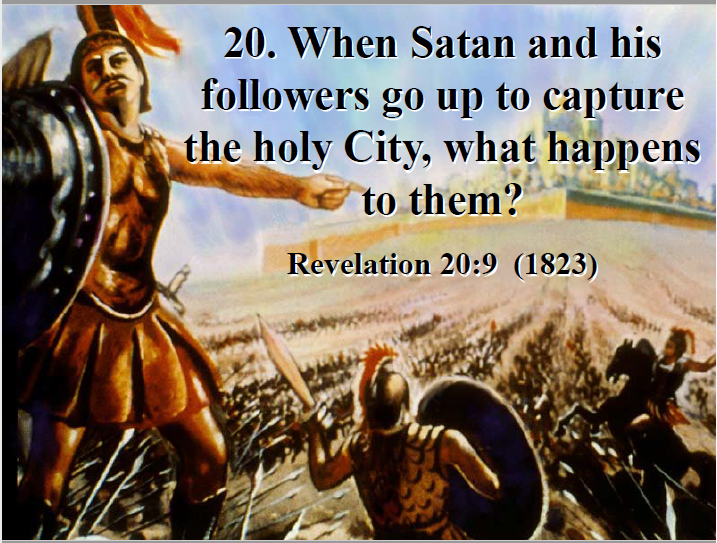 20. When Satan and his
followers go up to capture
the holy City, what happens
to them?
Revelation 20:9 (1823)